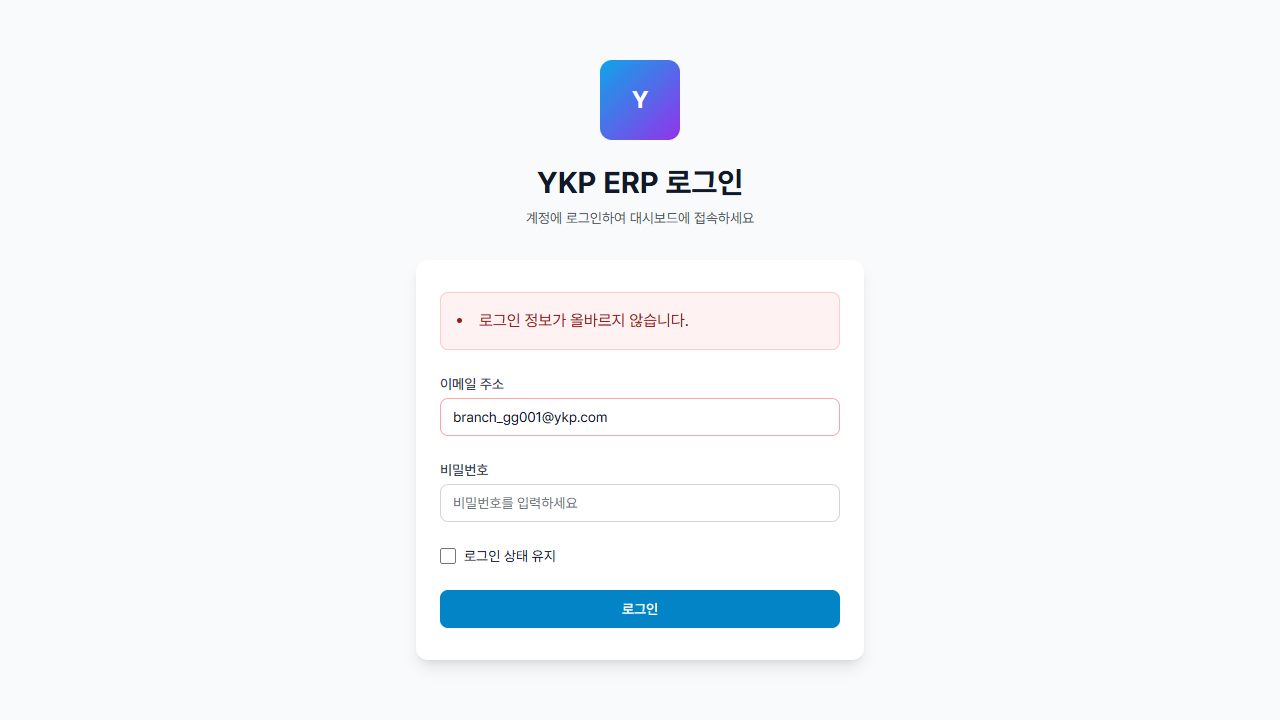 Y
YKP ERP 로그인
계정에 로그인하여 대시보드에 접속하세요
• 로그인 정보가 올바르지 않습니다.
이메일 주소
branch_gg001@ykp.com
비밀번호
비밀번호를 입력하세요
로그인 상태 유지
로그인